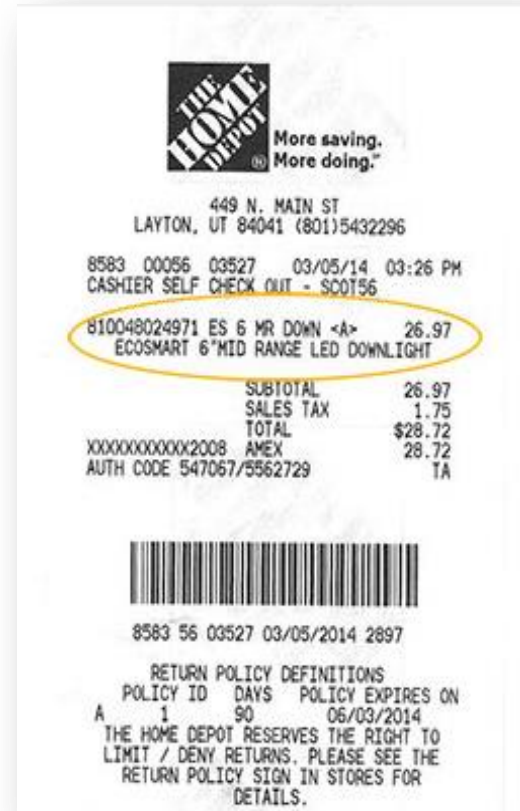 THE
HOME
DEPOT
®
More saving.
More doing.™
449 N. MAIN ST
LAYTON, UT 84041 (801)5432296
8583 00056 03527 03/05/14 03:26 PM
CASHIER SELF CHECK OUT - SCOT56
810048024971 ES 6 MR DOWN <A> 26.97
ECOSMART 6"MID RANGE LED DOWNLIGHT
SUBTOTAL 26.97
SALES TAX 1.75
TOTAL $28.72
XXXXXXXXXXX2008 AMEX 28.72
AUTH CODE 547067/5562729 TA
8583 56 03527 03/05/2014 2897
RETURN POLICY DEFINITIONS
POLICY ID DAYS POLICY EXPIRES ON
A 1 90 06/03/2014
THE HOME DEPOT RESERVES THE RIGHT TO
LIMIT / DENY RETURNS. PLEASE SEE THE
RETURN POLICY SIGN IN STORES FOR
DETAILS.